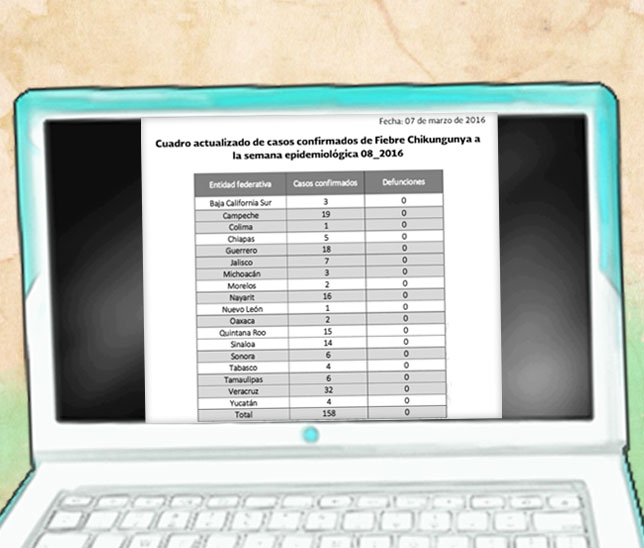 Fecha: 07 de marzo de 2016
Cuadro actualizado de casos confirmados de Fiebre Chikungunya a
la semana epidemiológica 08_2016
Entidad federativa Casos confirmados Defunciones
Baja California Sur 3 0
Campeche 19 0
Colima 1 0
Chiapas 5 0
Guerrero 18 0
Jalisco 7 0
Michoacán 3 0
Morelos 2 0
Nayarit 16 0
Nuevo León 1 0
Oaxaca 2 0
Quintana Roo 15 0
Sinaloa 14 0
Sonora 6 0
Tabasco 4 0
Tamaulipas 6 0
Veracruz 32 0
Yucatán 4 0
Total 158 0